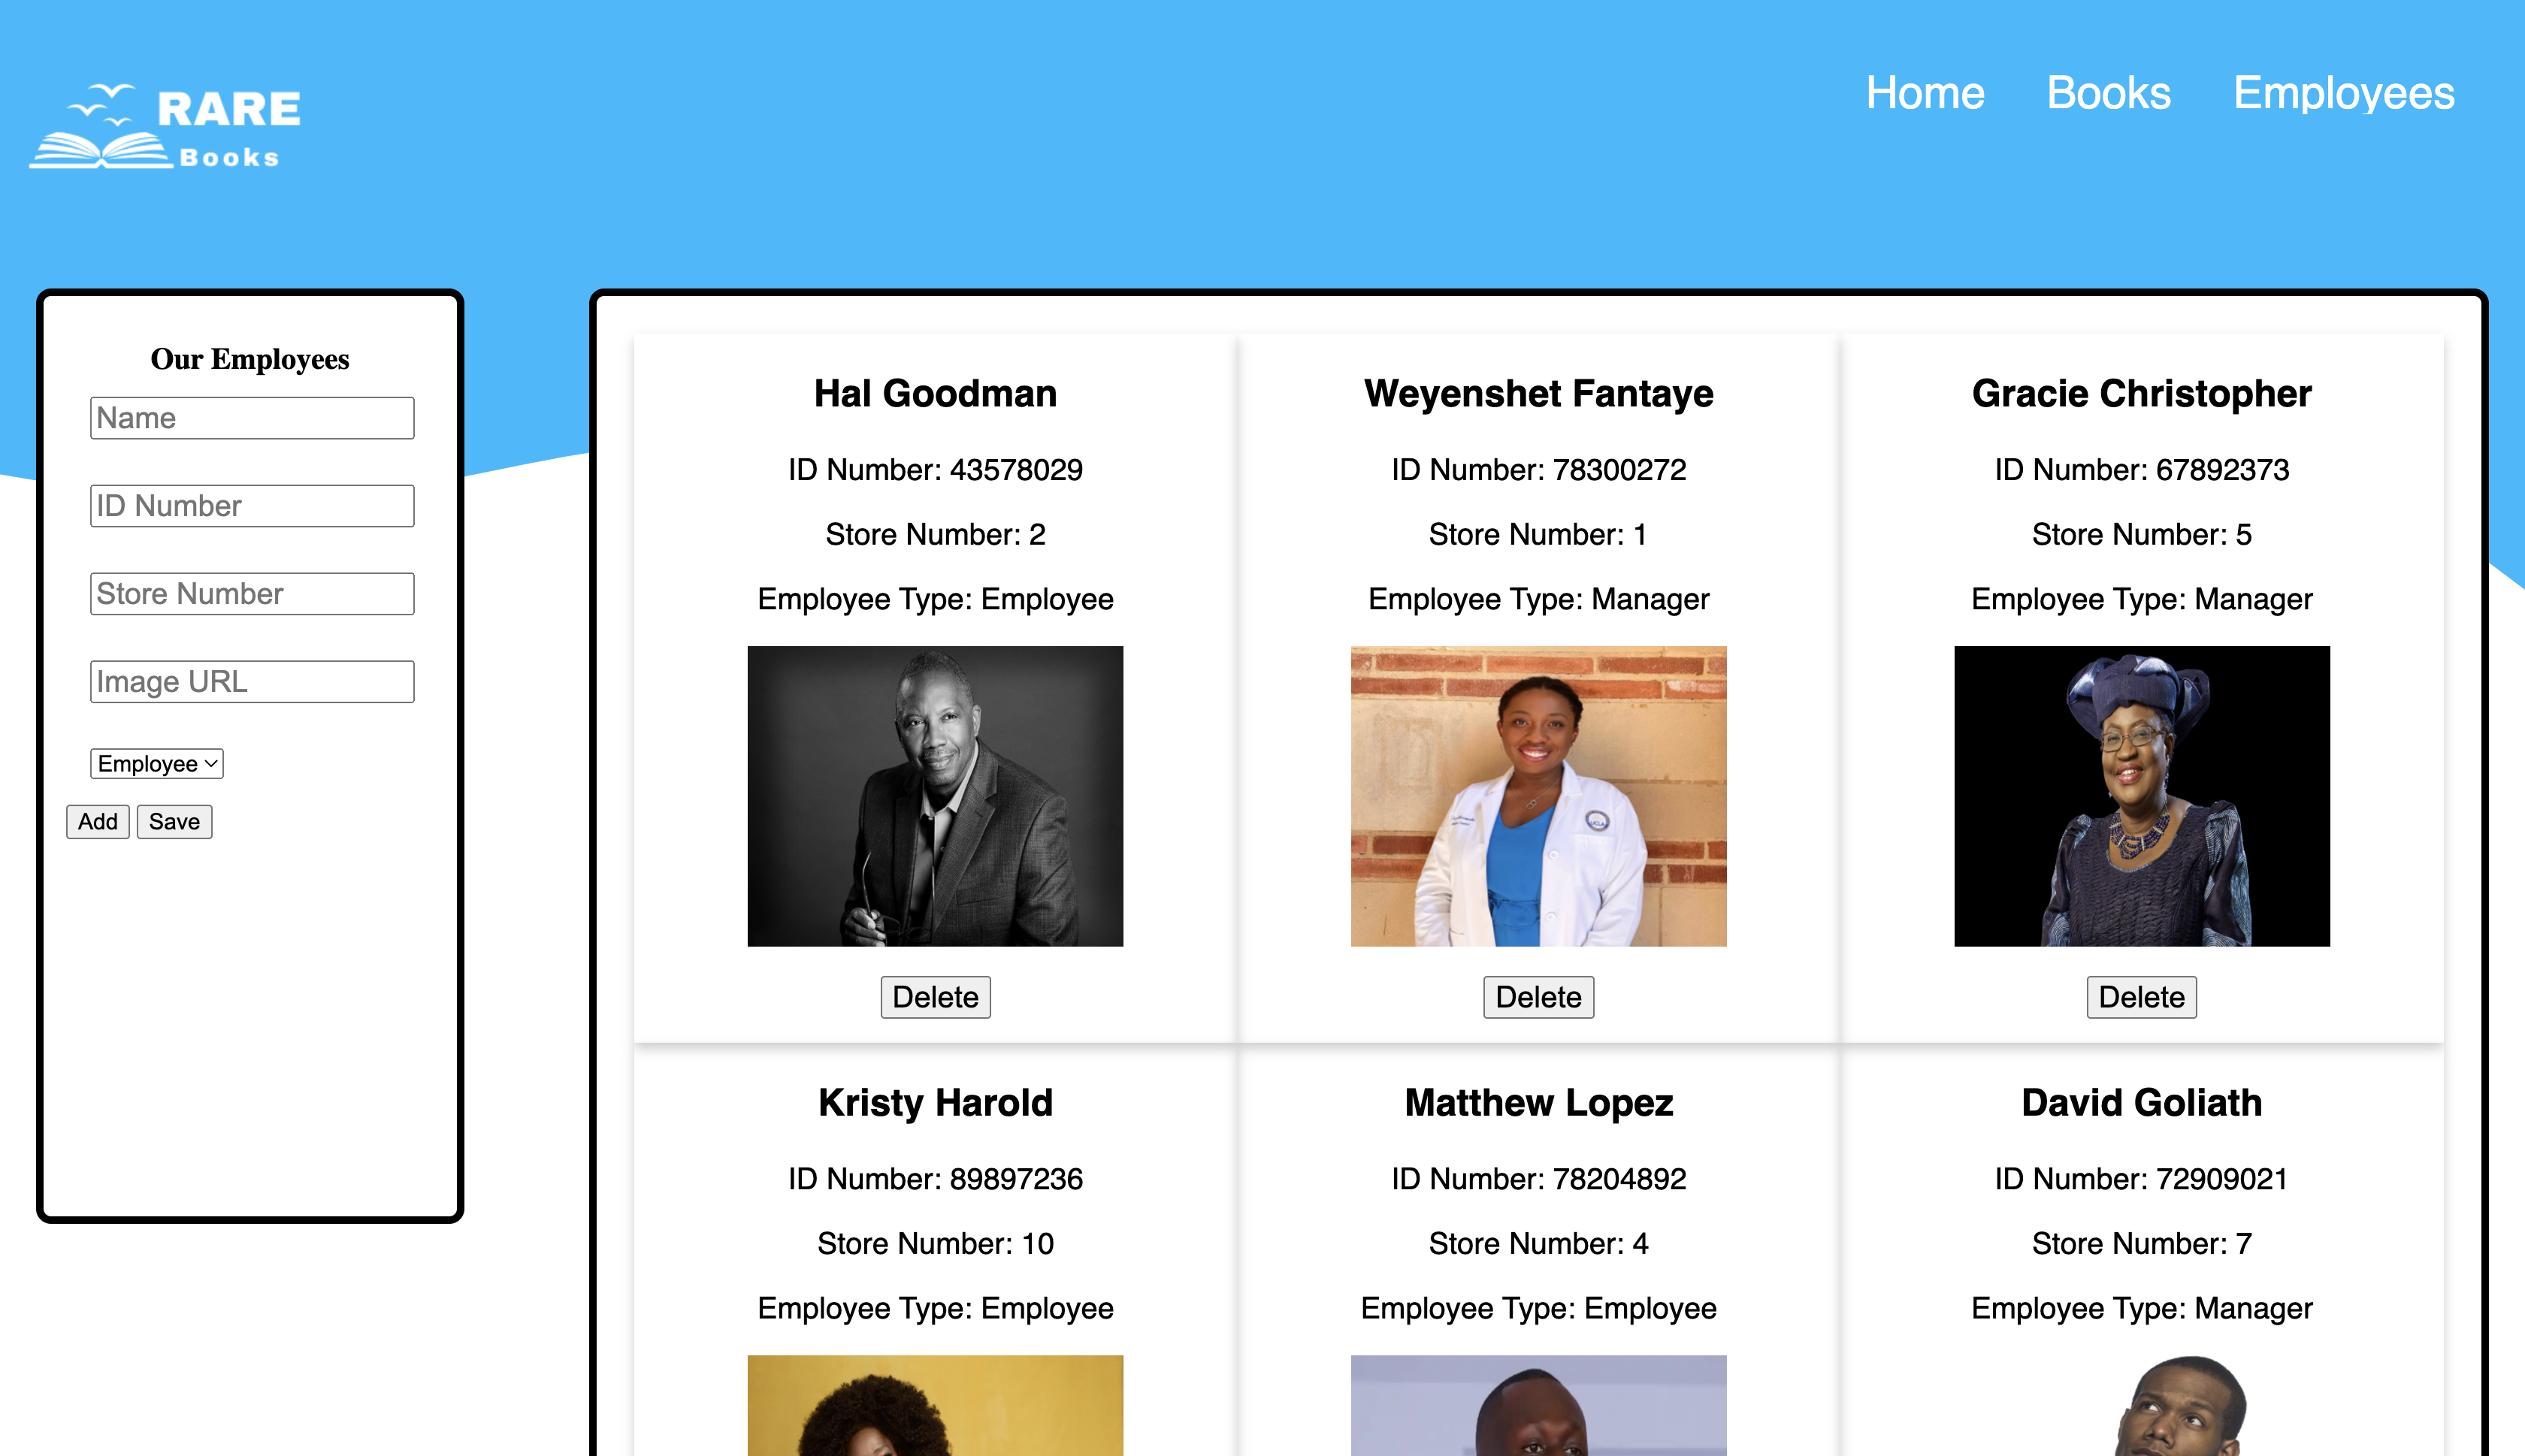 RARE
Books
Home Books Employees
Our Employees
Name
ID Number
Store Number
Image URL
Employee
Add Save
Hal Goodman
ID Number: 43578029
Store Number: 2
Employee Type: Employee
Delete
Weyenshet Fantaye
ID Number: 78300272
Store Number: 1
Employee Type: Manager
UCLA
Delete
Gracie Christopher
ID Number: 67892373
Store Number: 5
Employee Type: Manager
Delete
Kristy Harold
ID Number: 89897236
Store Number: 10
Employee Type: Employee
Matthew Lopez
ID Number: 78204892
Store Number: 4
Employee Type: Employee
David Goliath
ID Number: 72909021
Store Number: 7
Employee Type: Manager